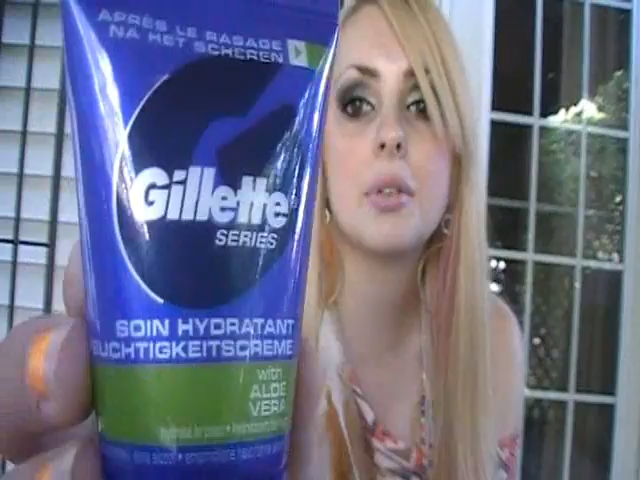 APRÈS LE RASAGE
NA HET SCHEREN
Gillette
SERIES
SOIN HYDRATANT
UCHTIGKEITSCREME
with
ALOE
VERA